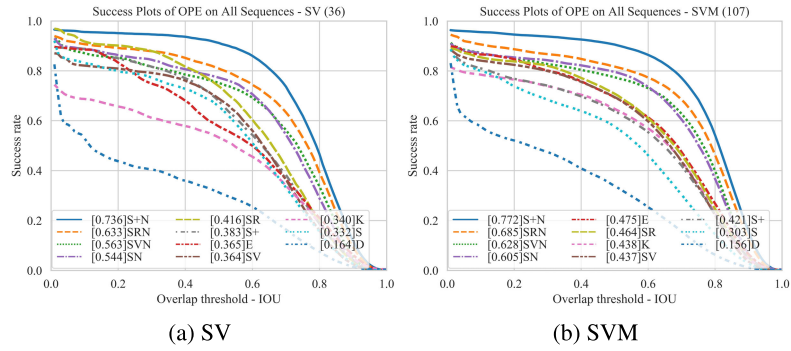 Success Plots of OPE on All Sequences - SV (36)
Success rate
1.0
0.8
0.6
0.4
0.2
0.0
[0.736]S+N
[0.633]SRN
[0.563]SVN
[0.544]SN
[0.416]SR
[0.383]S+
[0.365]E
[0.364]SV
[0.340]K
[0.332]S
[0.164]D
0.0 0.2 0.4 0.6 0.8 1.0
Overlap threshold - IOU
(a) SV
Success Plots of OPE on All Sequences - SVM (107)
Success rate
1.0
0.8
0.6
0.4
0.2
0.0
[0.772]S+N
[0.685]SRN
[0.628]SVN
[0.605]SN
[0.475]E
[0.464]SR
[0.438]K
[0.437]SV
[0.421]S+
[0.303]S
[0.156]D
0.0 0.2 0.4 0.6 0.8 1.0
Overlap threshold - IOU
(b) SVM